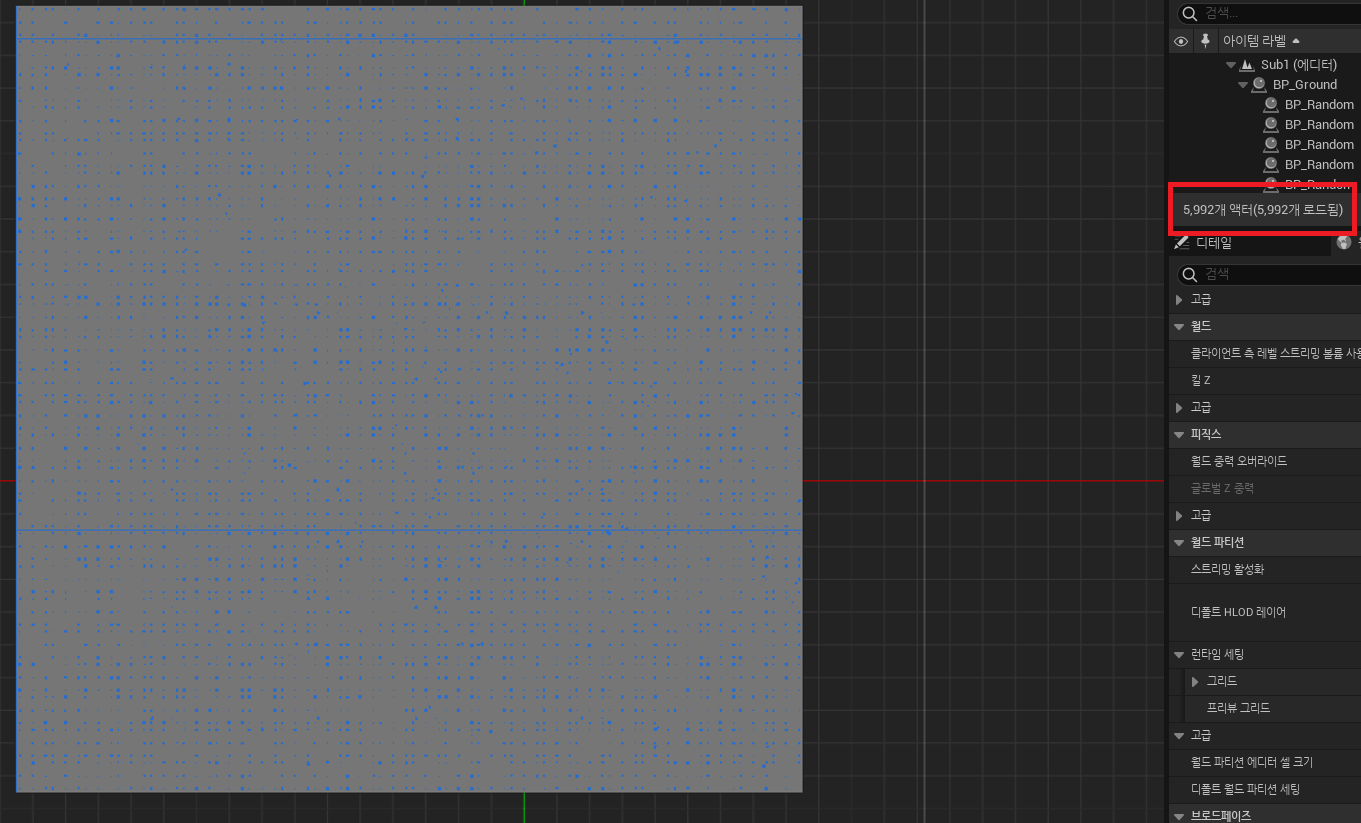 검색...
아이템 라벨
Sub1 (에디터)
BP_Ground
BP_Random
BP_Random
BP_Random
BP_Random
BP_Random
5,992개 액터(5,992개 로드됨)
디테일
검색
고급
월드
클라이언트 측 레벨 스트리밍 볼륨 사용
킬 Z
고급
피직스
월드 중력 오버라이드
글로벌 Z 중력
고급
월드 파티션
스트리밍 활성화
디폴트 HLOD 레이어
런타임 세팅
그리드
프리뷰 그리드
고급
월드 파티션 에디터 셀 크기
디폴트 월드 파티션 세팅
브로드페이즈